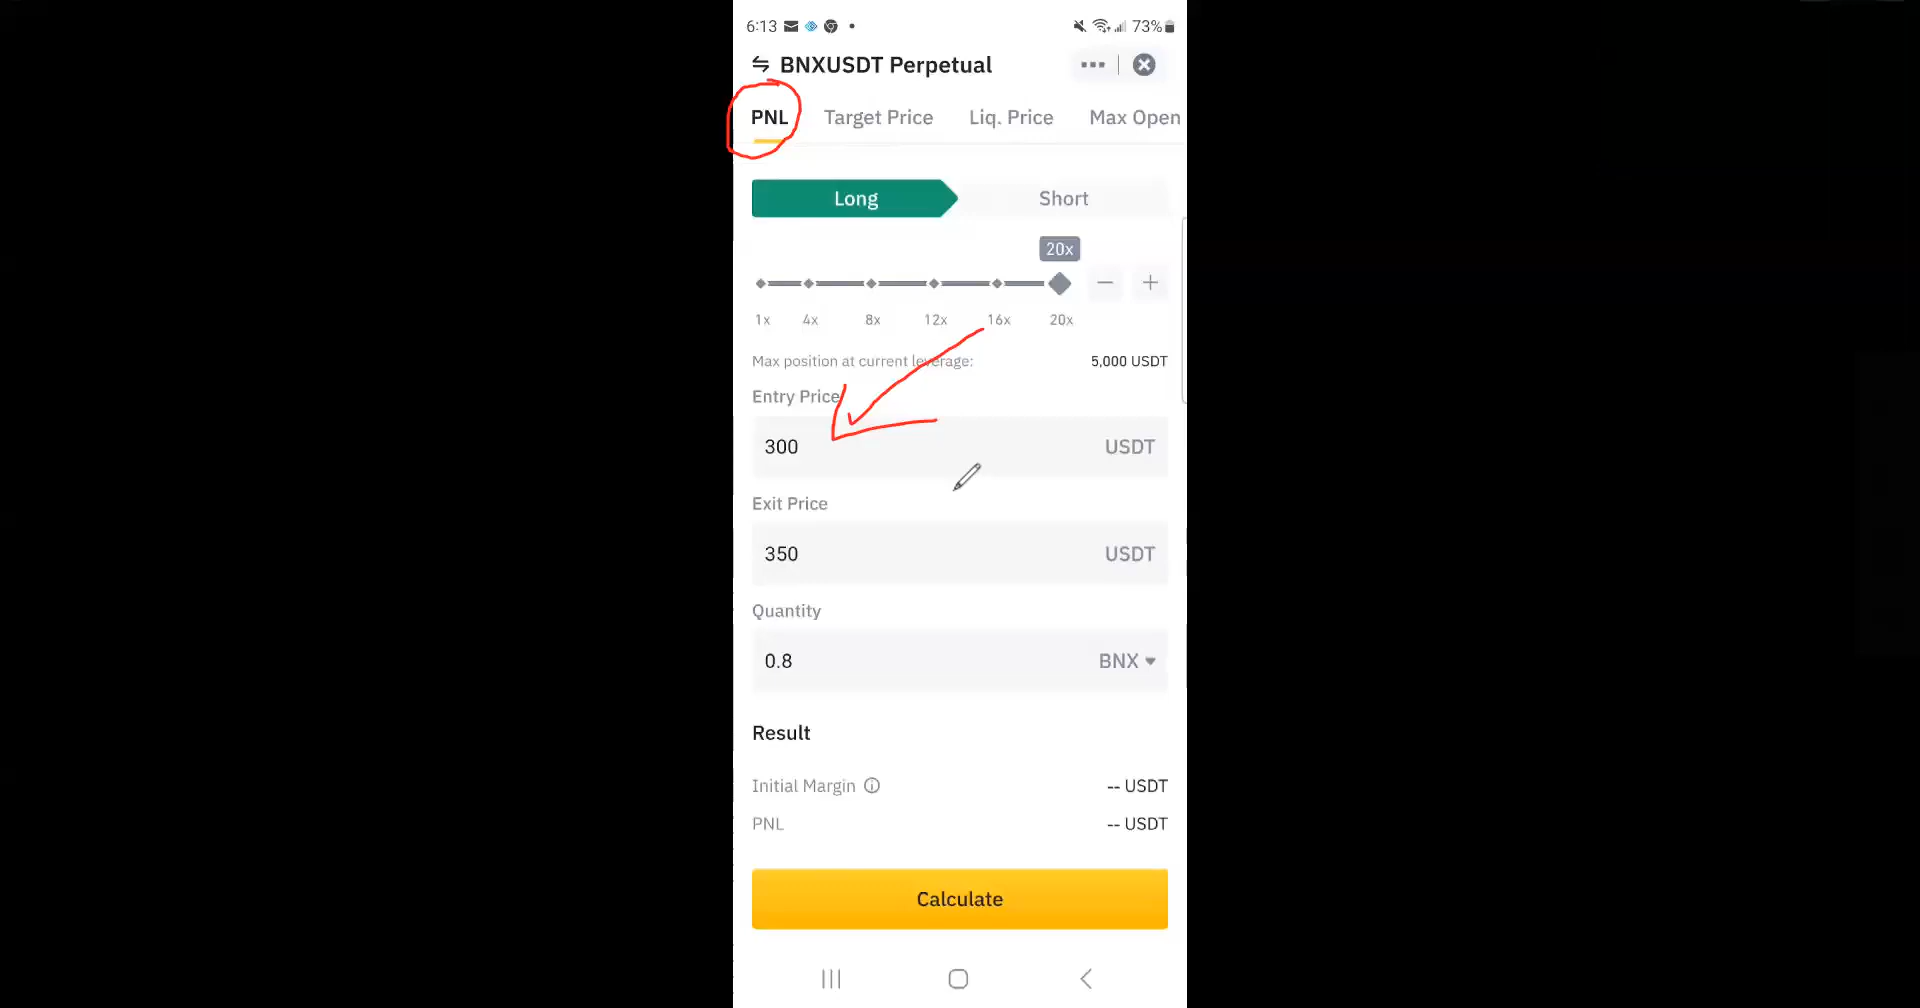 6:13 73%
BNXUSDT Perpetual
PNL Target Price Liq. Price Max Open
Long Short
20x
1x 4x 8x 12x 16x 20x
Max position at current leverage: 5,000 USDT
Entry Price
300 USDT
Exit Price
350 USDT
Quantity
0.8 BNX
Result
Initial Margin -- USDT
PNL -- USDT
Calculate